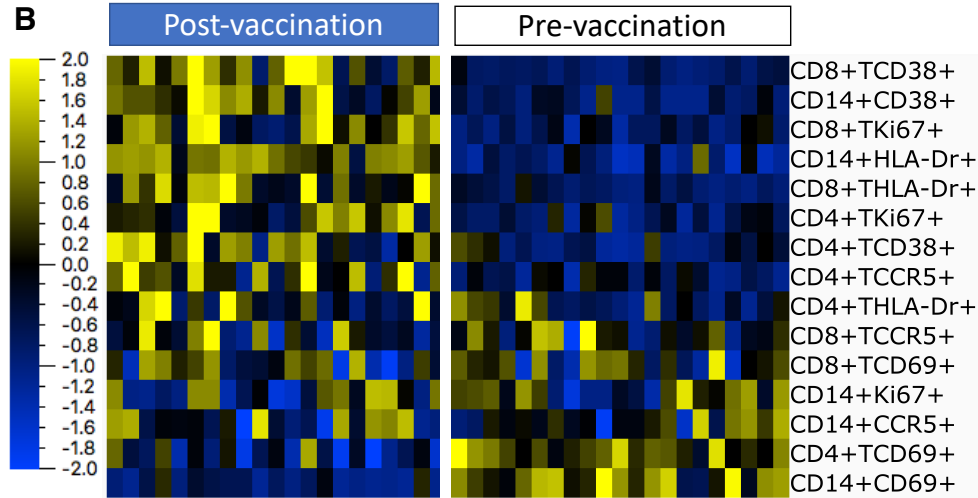 B
Post-vaccination
Pre-vaccination
2.0
1.8
1.6
1.4
1.2
1.0
0.8
0.6
0.4
0.2
0.0
-0.2
-0.4
-0.6
-0.8
-1.0
-1.2
-1.4
-1.6
-1.8
-2.0
CD8+TCD38+
CD14+CD38+
CD8+TKi67+
CD14+HLA-Dr+
CD8+THLA-Dr+
CD4+TKi67+
CD4+TCD38+
CD4+TCCR5+
CD4+THLA-Dr+
CD8+TCCR5+
CD8+TCD69+
CD14+Ki67+
CD14+CCR5+
CD4+TCD69+
CD14+CD69+